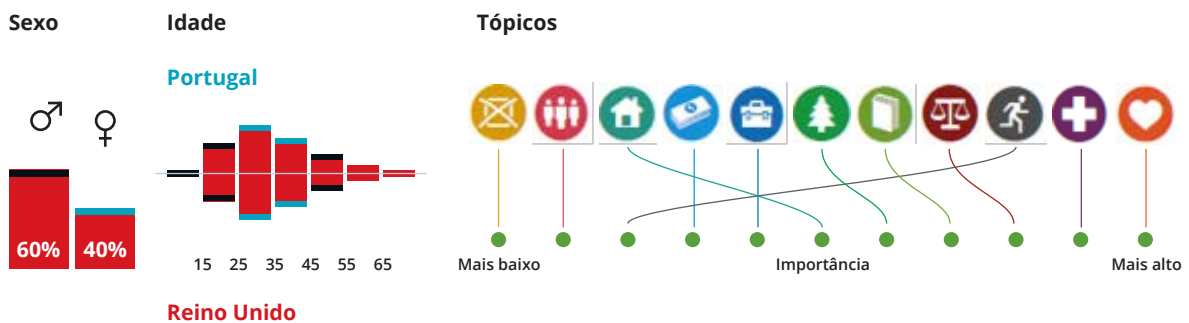 Sexo
Idade
Tópicos
Portugal
60%
40%
15 25 35 45 55 65
Mais baixo
Importância
Mais alto
Reino Unido